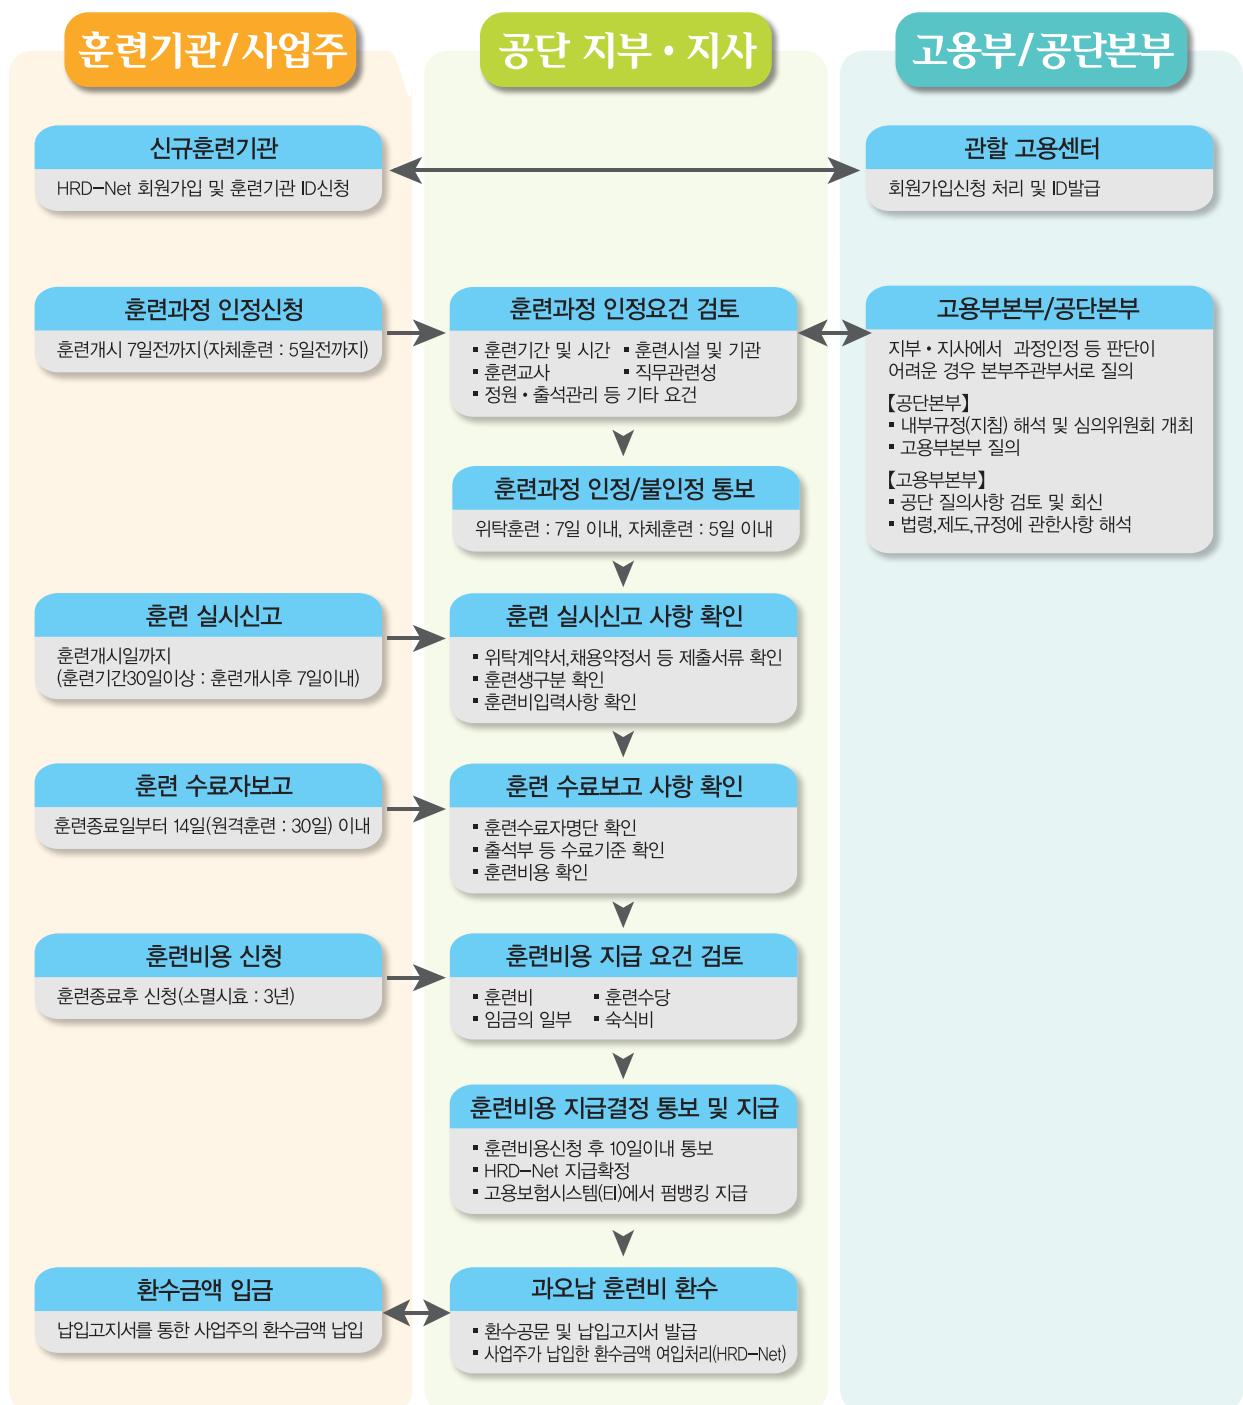 훈련기관/사업주
공단 지부・지사
고용부/공단본부
신규훈련기관
HRD-Net 회원가입 및 훈련기관 ID신청
관할 고용센터
회원가입신청 처리 및 ID발급
훈련과정 인정신청
훈련개시 7일전까지(자체훈련 : 5일전까지)
훈련과정 인정요건 검토
▪ 훈련기간 및 시간 ▪ 훈련시설 및 기관
▪ 훈련교사 ▪ 직무관련성
▪ 정원・출석관리 등 기타 요건
고용부본부/공단본부
지부・지사에서 과정인정 등 판단이
어려운 경우 본부주관부서로 질의
【공단본부】
▪ 내부규정(지침) 해석 및 심의위원회 개최
▪ 고용부본부 질의
【고용부본부】
▪ 공단 질의사항 검토 및 회신
▪ 법령,제도,규정에 관한사항 해석
훈련과정 인정/불인정 통보
위탁훈련 : 7일 이내, 자체훈련 : 5일 이내
훈련 실시신고
훈련개시일까지
(훈련기간30일이상 : 훈련개시후 7일이내)
훈련 실시신고 사항 확인
▪ 위탁계약서,채용약정서 등 제출서류 확인
▪ 훈련생구분 확인
▪ 훈련비입력사항 확인
훈련 수료자보고
훈련종료일부터 14일(원격훈련 : 30일) 이내
훈련 수료보고 사항 확인
▪ 훈련수료자명단 확인
▪ 출석부 등 수료기준 확인
▪ 훈련비용 확인
훈련비용 신청
훈련종료후 신청(소멸시효 : 3년)
훈련비용 지급 요건 검토
▪ 훈련비 ▪ 훈련수당
▪ 임금의 일부 ▪ 숙식비
훈련비용 지급결정 통보 및 지급
▪ 훈련비용신청 후 10일이내 통보
▪ HRD-Net 지급확정
▪ 고용보험시스템(EI)에서 펌뱅킹 지급
환수금액 입금
납입고지서를 통한 사업주의 환수금액 납입
과오납 훈련비 환수
▪ 환수공문 및 납입고지서 발급
▪ 사업주가 납입한 환수금액 여입처리(HRD-Net)